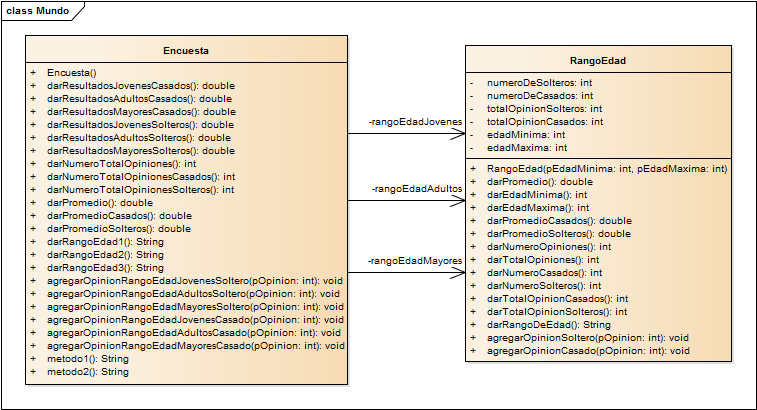 class Mundo
Encuesta
+ Encuesta()
+ darResultadosJovenesCasados(): double
+ darResultadosAdultosCasados(): double
+ darResultadosMayoresCasados(): double
+ darResultadosJovenesSolteros(): double
+ darResultadosAdultosSolteros(): double
+ darResultadosMayoresSolteros(): double
+ darNumeroTotalOpiniones(): int
+ darNumeroTotalOpinionesCasados(): int
+ darNumeroTotalOpinionesSolteros(): int
+ darPromedio(): double
+ darPromedioCasados(): double
+ darPromedioSolteros(): double
+ darRangoEdad1(): String
+ darRangoEdad2(): String
+ darRangoEdad3(): String
+ agregarOpinionRangoEdadJovenesSoltero(pOpinion: int): void
+ agregarOpinionRangoEdadAdultosSoltero(pOpinion: int): void
+ agregarOpinionRangoEdadMayoresSoltero(pOpinion: int): void
+ agregarOpinionRangoEdadJovenesCasado(pOpinion: int): void
+ agregarOpinionRangoEdadAdultosCasado(pOpinion: int): void
+ agregarOpinionRangoEdadMayoresCasado(pOpinion: int): void
+ metodo1(): String
+ metodo2(): String
-rangoEdadJovenes
-rangoEdadAdultos
-rangoEdadMayores
RangoEdad
- numeroDeSolteros: int
- numeroDeCasados: int
- totalOpinionSolteros: int
- totalOpinionCasados: int
- edadMinima: int
- edadMaxima: int
+ RangoEdad(pEdadMinima: int, pEdadMaxima: int)
+ darPromedio(): double
+ darEdadMinima(): int
+ darEdadMaxima(): int
+ darPromedioCasados(): double
+ darPromedioSolteros(): double
+ darNumeroOpiniones(): int
+ darTotalOpiniones(): int
+ darNumeroCasados(): int
+ darNumeroSolteros(): int
+ darTotalOpinionCasados(): int
+ darTotalOpinionSolteros(): int
+ darRangoDeEdad(): String
+ agregarOpinionSoltero(pOpinion: int): void
+ agregarOpinionCasado(pOpinion: int): void